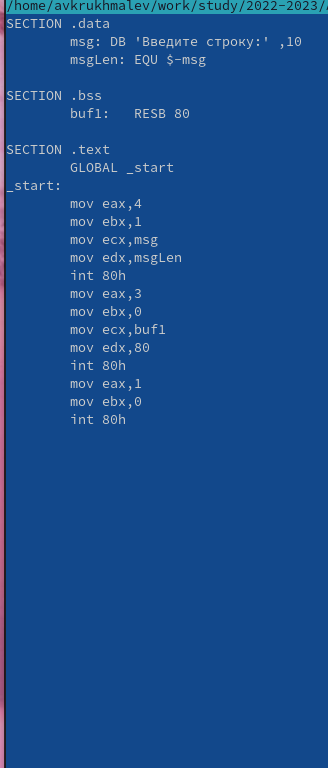 /home/avkrukhmalev/work/study/2022-2023/
SECTION .data
msg: DB 'Введите строку:' ,10
msgLen: EQU $-msg
SECTION .bss
buf1: RESB 80
SECTION .text
GLOBAL _start
_start:
mov eax,4
mov ebx,1
mov ecx,msg
mov edx,msgLen
int 80h
mov eax,3
mov ebx,0
mov ecx,buf1
mov edx,80
int 80h
mov eax,1
mov ebx,0
int 80h